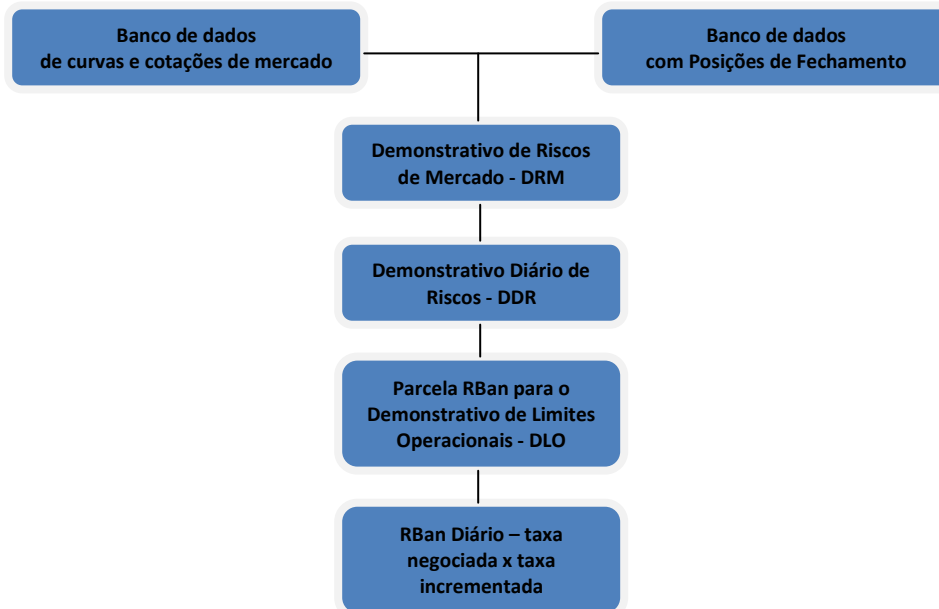 Banco de dados
de curvas e cotações de mercado
Banco de dados
com Posições de Fechamento
Demonstrativo de Riscos
de Mercado - DRM
Demonstrativo Diário de
Riscos - DDR
Parcela RBan para o
Demonstrativo de Limites
Operacionais - DLO
RBan Diário – taxa
negociada x taxa
incrementada